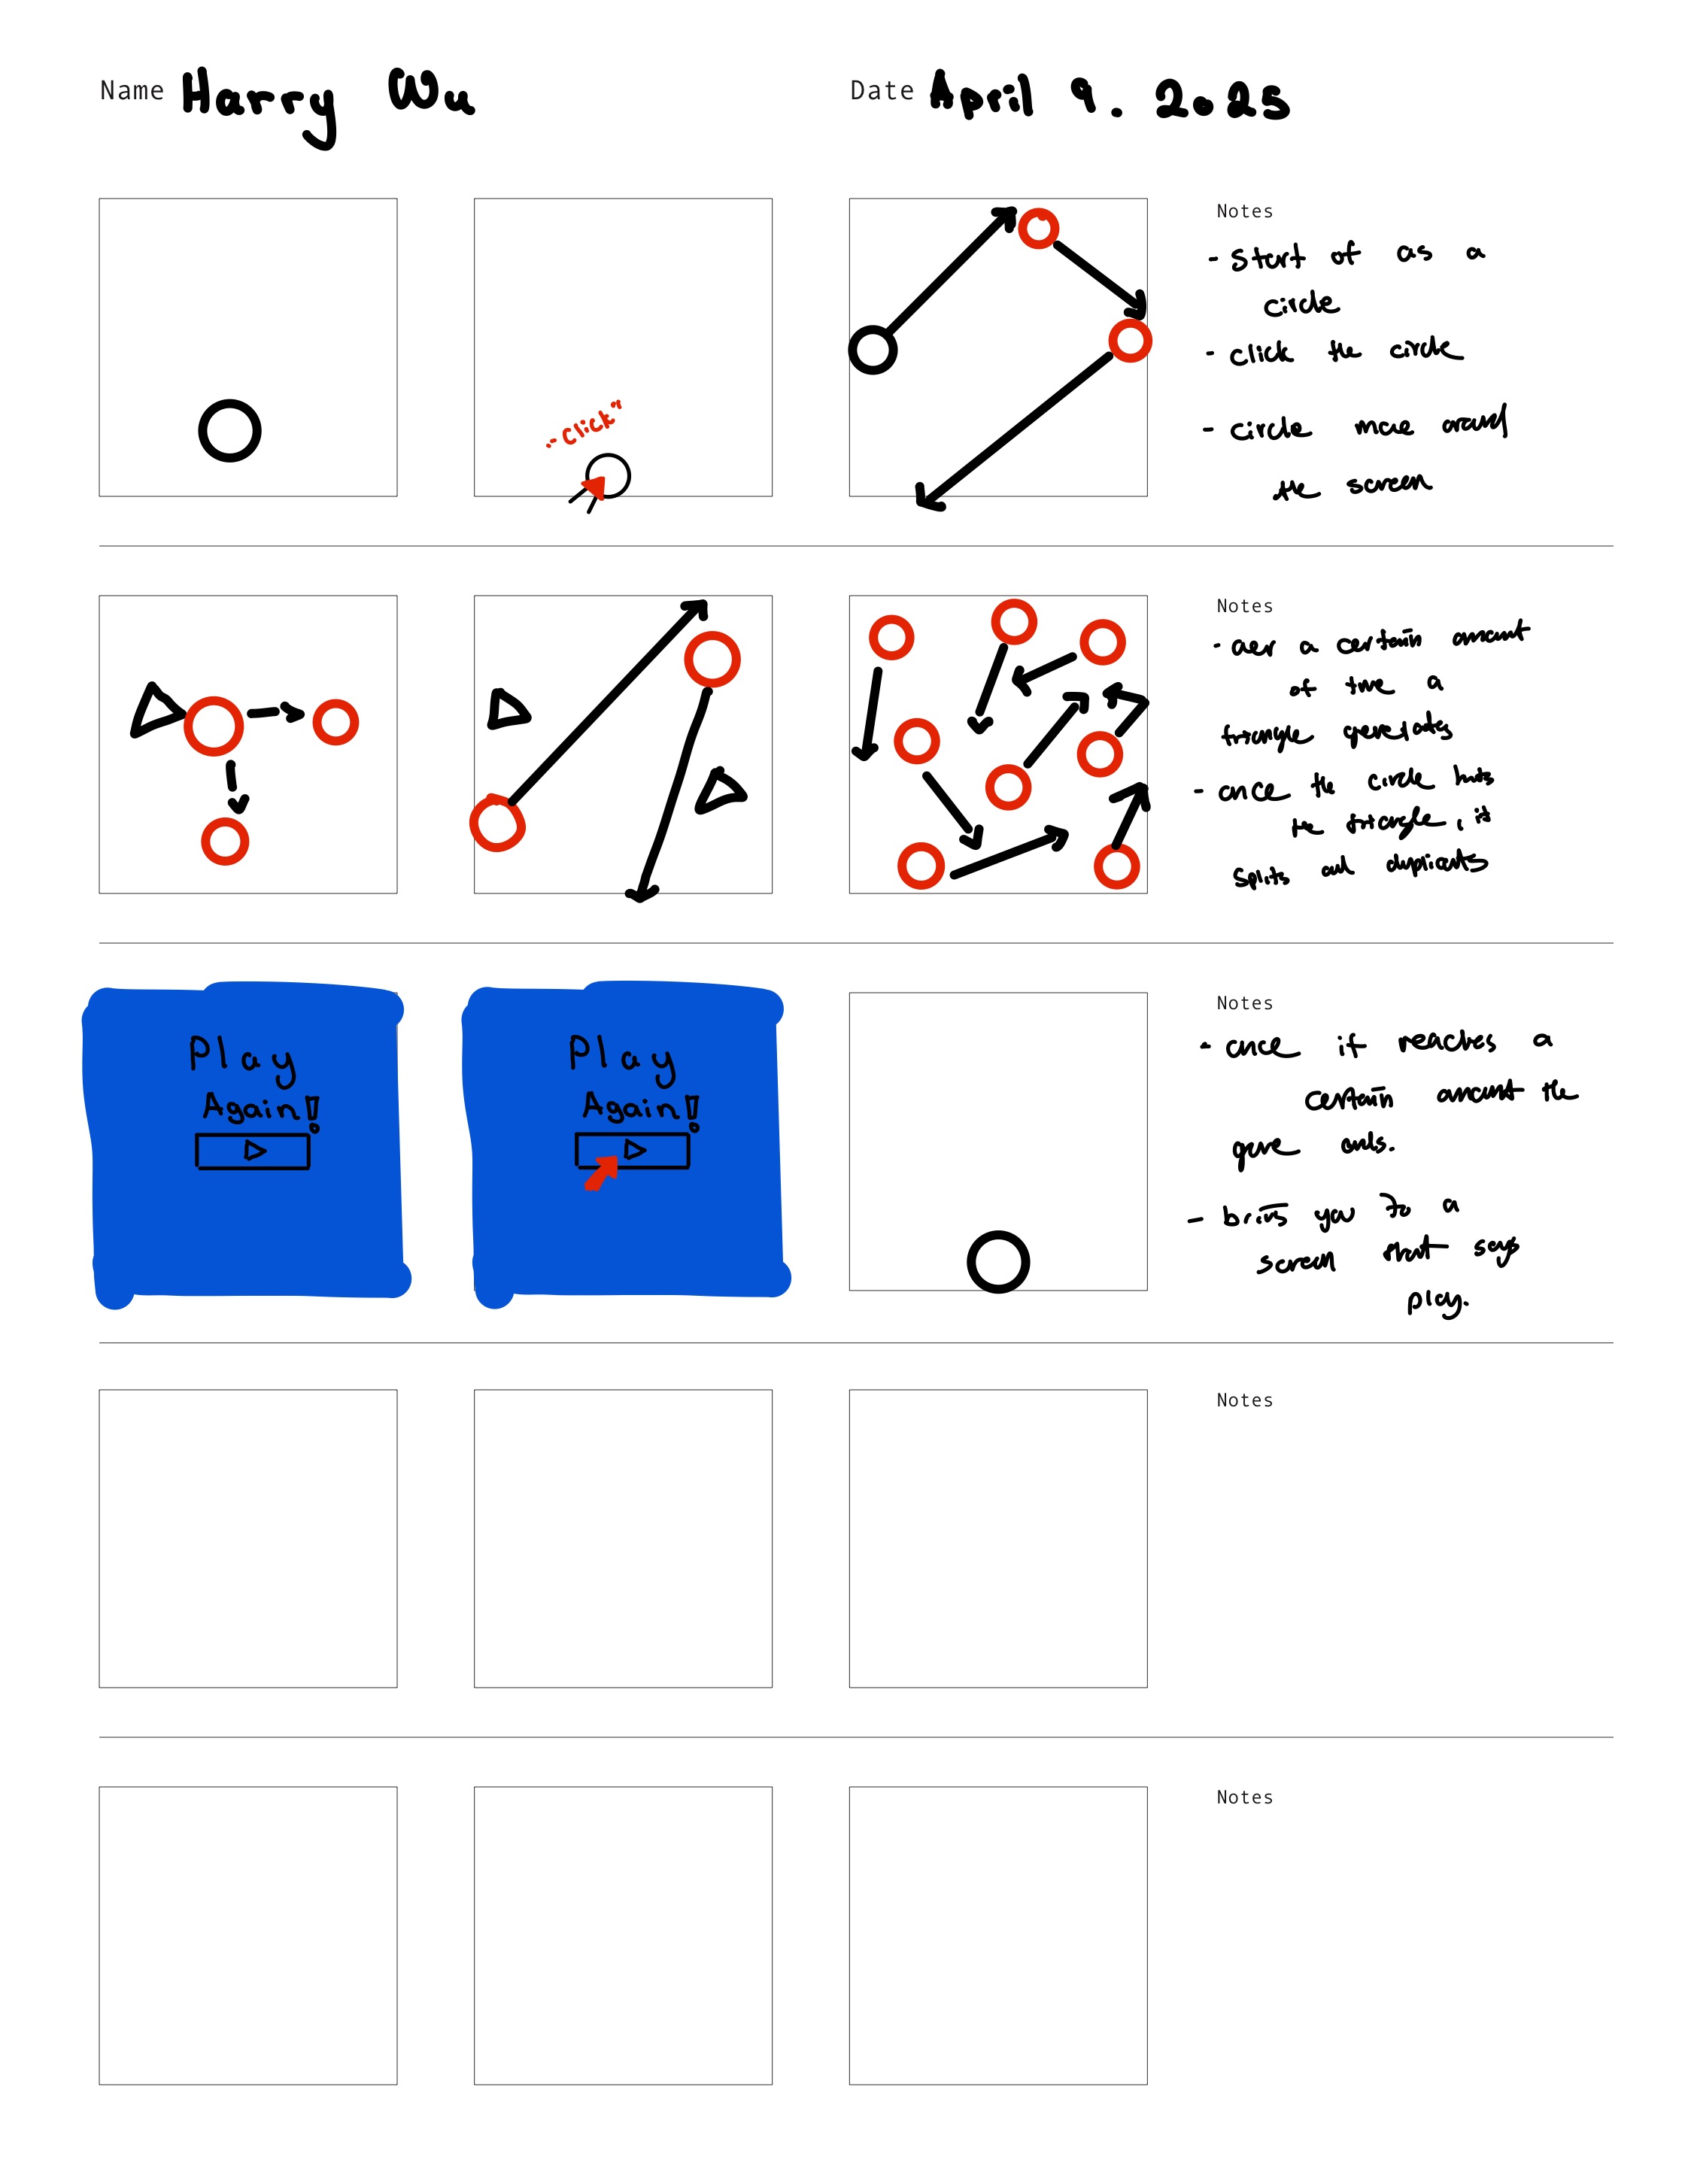 Name Harry Wu
Date April 9. 2025
Notes
- start of as a
circle
- click the circle
- circle move around
the screen
"click"
Notes
- aer a certain amount
of time a
triangle generates
- once the circle hits
the triangle, it
splits and duplicats
Play
Again!!
Play
Again!!
Notes
- once it reaches a
certain amount the
game ends.
- brins you to a
screen that says
play.
Notes
Notes